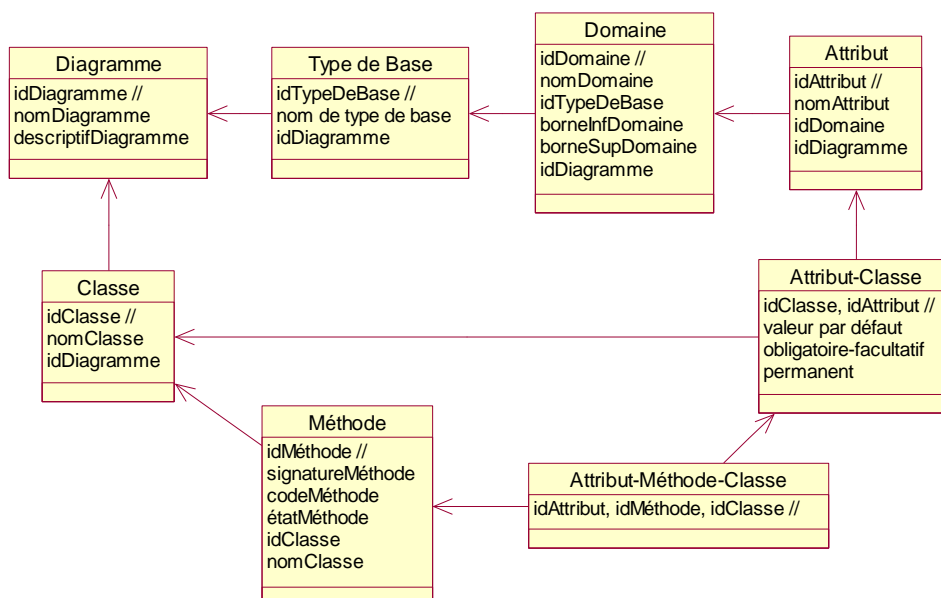 Diagramme
idDiagramme //
nomDiagramme
descriptifDiagramme
Type de Base
idTypeDeBase //
nom de type de base
idDiagramme
Domaine
idDomaine //
nomDomaine
idTypeDeBase
borneInfDomaine
borneSupDomaine
idDiagramme
Attribut
idAttribut //
nomAttribut
idDomaine
idDiagramme
Classe
idClasse //
nomClasse
idDiagramme
Attribut-Classe
idClasse, idAttribut //
valeur par défaut
obligatoire-facultatif
permanent
Méthode
idMéthode //
signatureMéthode
codeMéthode
étatMéthode
idClasse
nomClasse
Attribut-Méthode-Classe
idAttribut, idMéthode, idClasse //